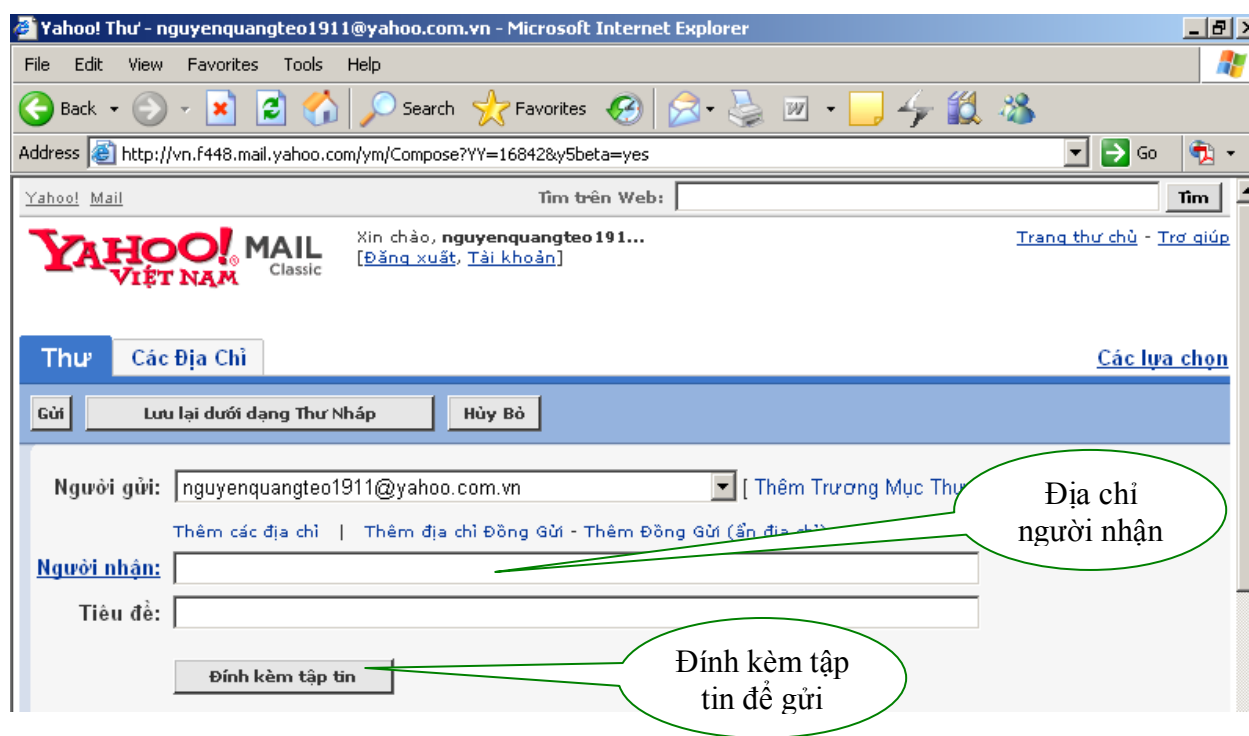 Yahoo! Thư - nguyenquangteo1911@yahoo.com.vn - Microsoft Internet Explorer
File Edit View Favorites Tools Help
Back Search Favorites
Address http://vn.f448.mail.yahoo.com/ym/Compose?YY=16842&y5beta=yes Go
Yahoo! Mail Tìm trên Web: Tìm
YAHOO! MAIL Xin chào, nguyenquangteo191... Trang thư chủ - Trợ giúp
VIỆT NAM Classic [Đăng xuất, Tài khoản]
Thư Các Địa Chỉ Các lựa chọn
Gửi Lưu lại dưới dạng Thư Nháp Hủy Bỏ
Người gửi: nguyenquangteo1911@yahoo.com.vn [ Thêm Trương Mục Thư
Địa chỉ
người nhận
Thêm các địa chỉ | Thêm địa chỉ Đồng Gửi - Thêm Đồng Gửi (ẩn địa chỉ)
Người nhận:
Tiêu đề:
Đính kèm tập tin
Đính kèm tập
tin để gửi